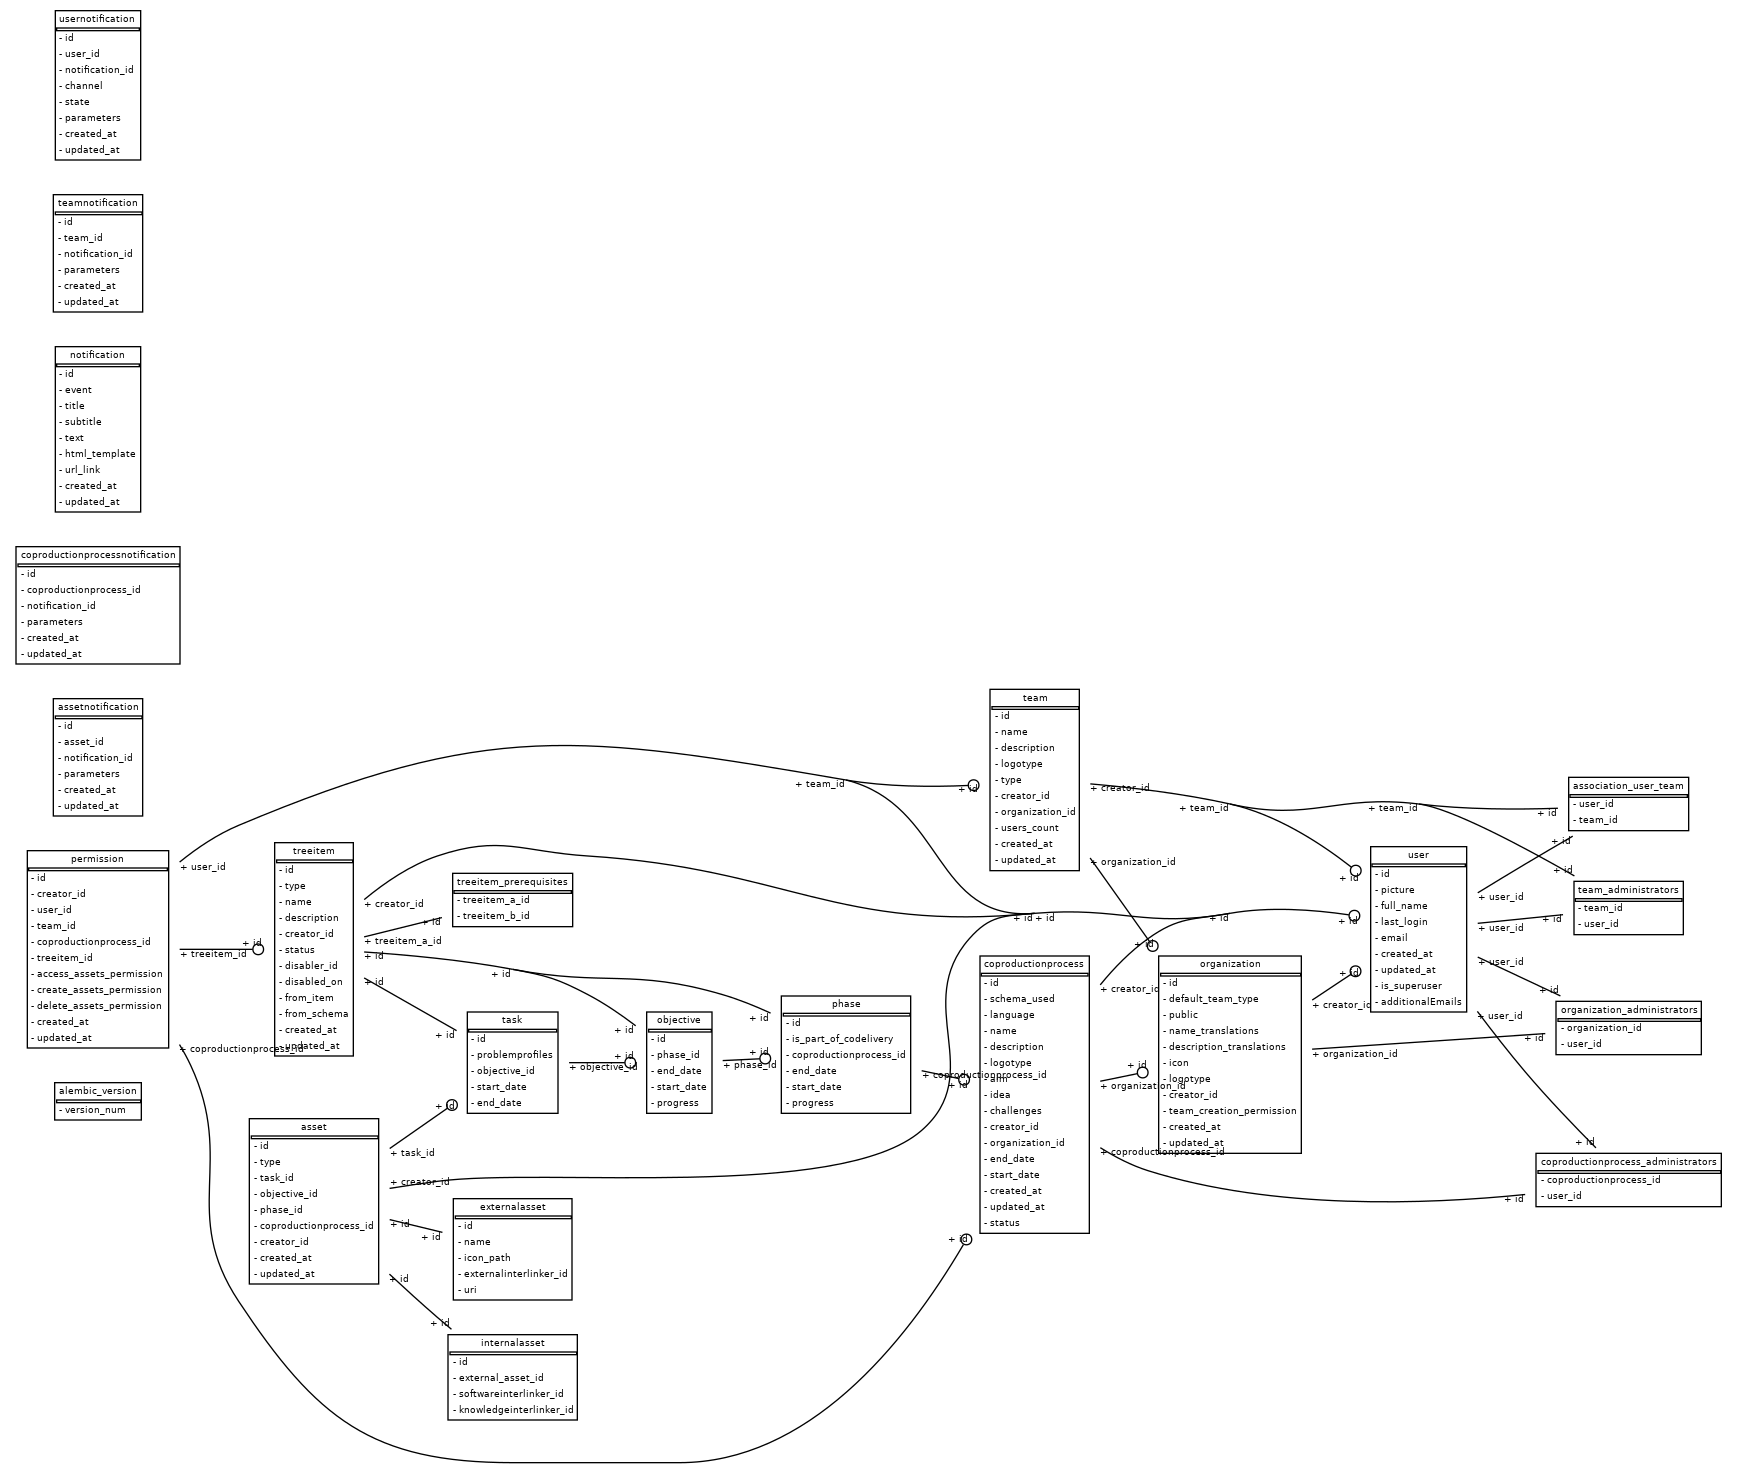 usernotification
- id
- user_id
- notification_id
- channel
- state
- parameters
- created_at
- updated_at
teamnotification
- id
- team_id
- notification_id
- parameters
- created_at
- updated_at
notification
- id
- event
- title
- subtitle
- text
- html_template
- url_link
- created_at
- updated_at
coproductionprocessnotification
- id
- coproductionprocess_id
- notification_id
- parameters
- created_at
- updated_at
assetnotification
- id
- asset_id
- notification_id
- parameters
- created_at
- updated_at
permission
- id
- creator_id
- user_id
- team_id
- coproductionprocess_id
- treeitem_id
- access_assets_permission
- create_assets_permission
- delete_assets_permission
- created_at
- updated_at
+ user_id
+ treeitem_id
+ id
+ coproductionprocess_id
alembic_version
- version_num
treeitem
- id
- type
- name
- description
- creator_id
- status
- disabler_id
- disabled_on
- from_item
- from_schema
- created_at
- updated_at
+ creator_id
+ id
+ treeitem_a_id
+ id
+ id
+ id
+ id
treeitem_prerequisites
- treeitem_a_id
- treeitem_b_id
asset
- id
- type
- task_id
- objective_id
- phase_id
- coproductionprocess_id
- creator_id
- created_at
- updated_at
+ id
+ task_id
+ creator_id
+ id
+ id
+ id
+ id
task
- id
- problemprofiles
- objective_id
- start_date
- end_date
+ id
+ objective_id
externalasset
- id
- name
- icon_path
- externalinterlinker_id
- uri
internalasset
- id
- external_asset_id
- softwareinterlinker_id
- knowledgeinterlinker_id
+ id
objective
- id
- phase_id
- end_date
- start_date
- progress
+ id
+ id
+ phase_id
phase
- id
- is_part_of_codelivery
- coproductionprocess_id
- end_date
- start_date
- progress
+ coproductionprocess_id
+ id
+ team_id
+ id
team
- id
- name
- description
- logotype
- type
- creator_id
- organization_id
- users_count
- created_at
- updated_at
+ creator_id
+ team_id
+ team_id
+ organization_id
+ id
+ id + id
+ id
coproductionprocess
- id
- schema_used
- language
- name
- description
- logotype
- aim
- idea
- challenges
- creator_id
- organization_id
- end_date
- start_date
- created_at
- updated_at
- status
+ id
+ creator_id
+ id
+ organization_id
+ coproductionprocess_id
organization
- id
- default_team_type
- public
- name_translations
- description_translations
- icon
- logotype
- creator_id
- team_creation_permission
- created_at
- updated_at
+ id
+ id
+ id
+ creator_id
+ organization_id
user
- id
- picture
- full_name
- last_login
- email
- created_at
- updated_at
- is_superuser
- additionalEmails
+ user_id
+ user_id
+ user_id
+ user_id
+ id
+ id
+ id
+ id
+ id
+ id
+ id
+ id
association_user_team
- user_id
- team_id
team_administrators
- team_id
- user_id
organization_administrators
- organization_id
- user_id
coproductionprocess_administrators
- coproductionprocess_id
- user_id